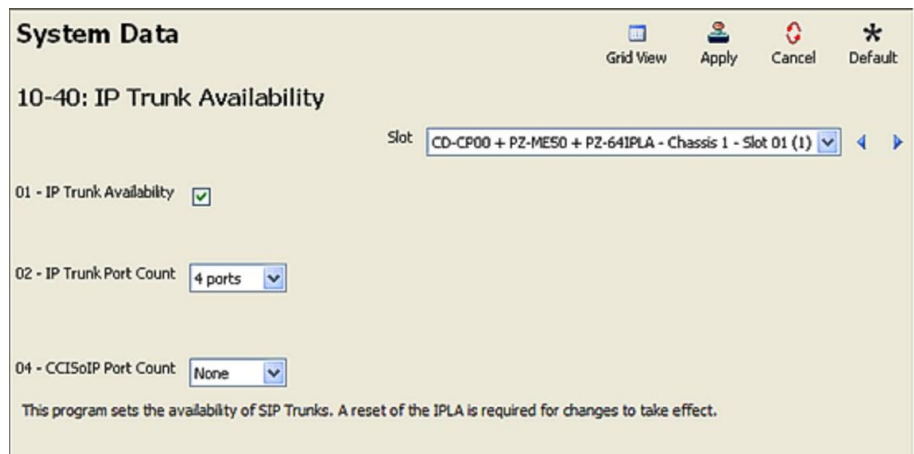 System Data
Grid View
Apply
Cancel
Default
10-40: IP Trunk Availability
Slot
CD-CP00 + PZ-ME50 + PZ-64IPLA - Chassis 1 - Slot 01 (1)
01 - IP Trunk Availability
02 - IP Trunk Port Count
4 ports
04 - CCISoIP Port Count
None
This program sets the availability of SIP Trunks. A reset of the IPLA is required for changes to take effect.